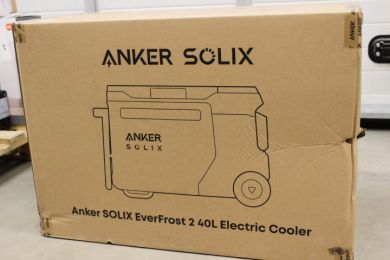 ANKER SOLIX
ANKER
SOLIX
Anker SOLIX EverFrost 2 40L Electric Cooler